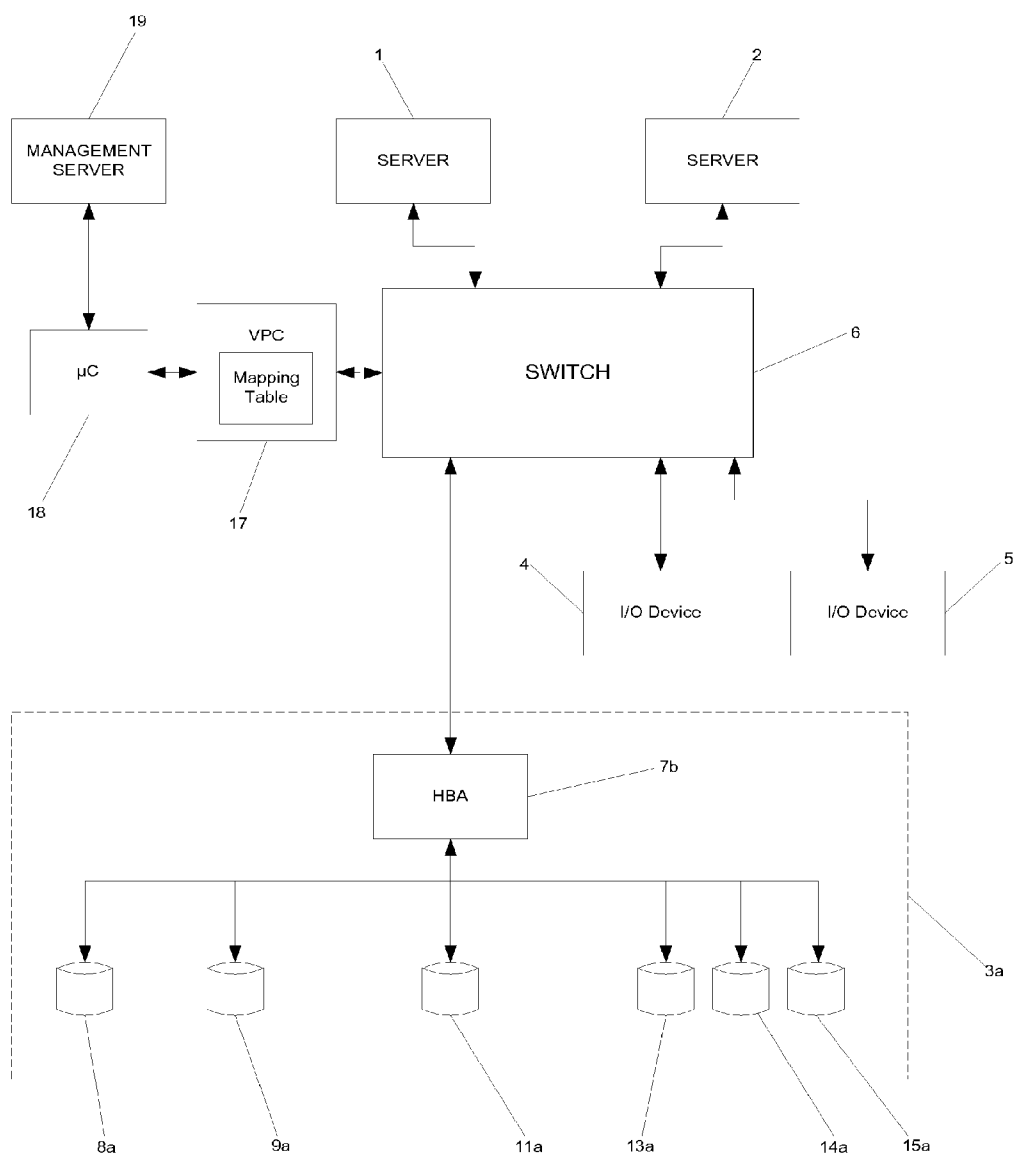 19
1
2
MANAGEMENT
SERVER
SERVER
SERVER
6
VPC
µC
Mapping
Table
SWITCH
18
17
4
I/O Device
I/O Device
5
7b
HBA
3a
8a
9a
11a
13a
14a
15a